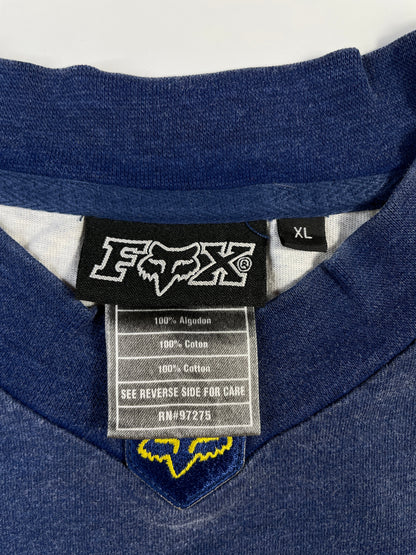 FOX®
XL
100% Algodon
100% Coton
100% Cotton
SEE REVERSE SIDE FOR CARE
RN#97275